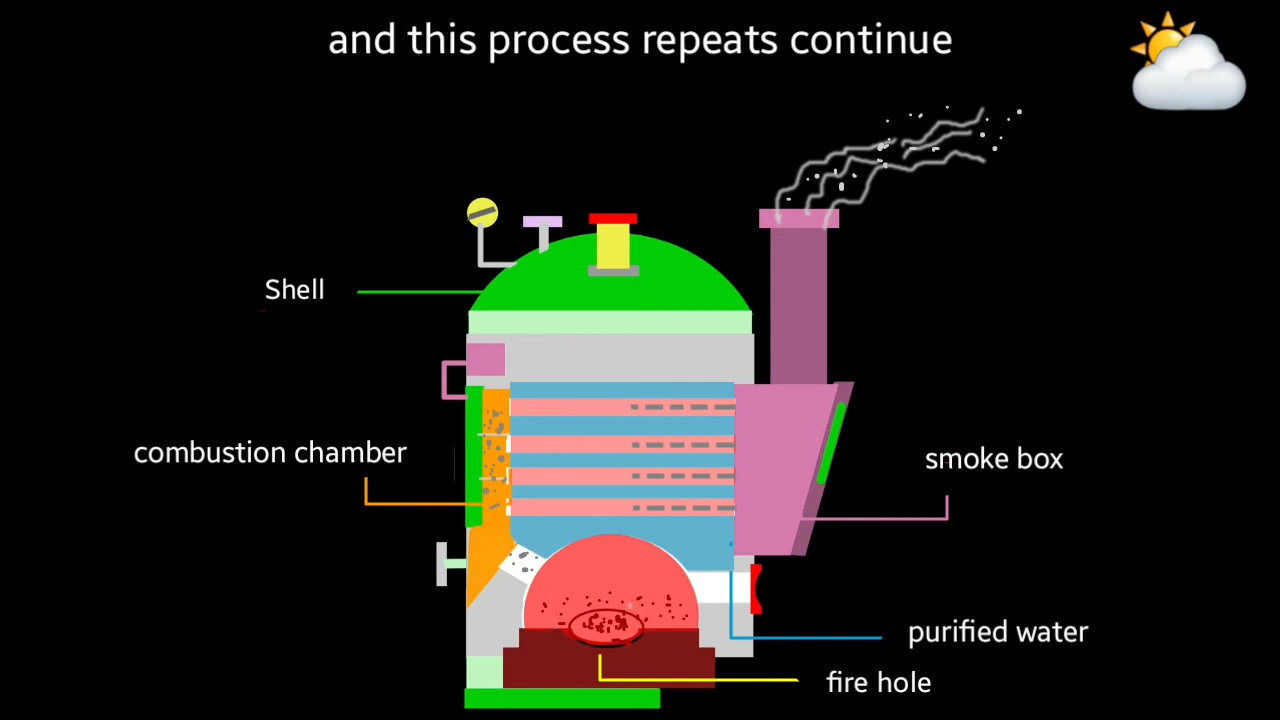 and this process repeats continue
Shell
combustion chamber
smoke box
purified water
fire hole